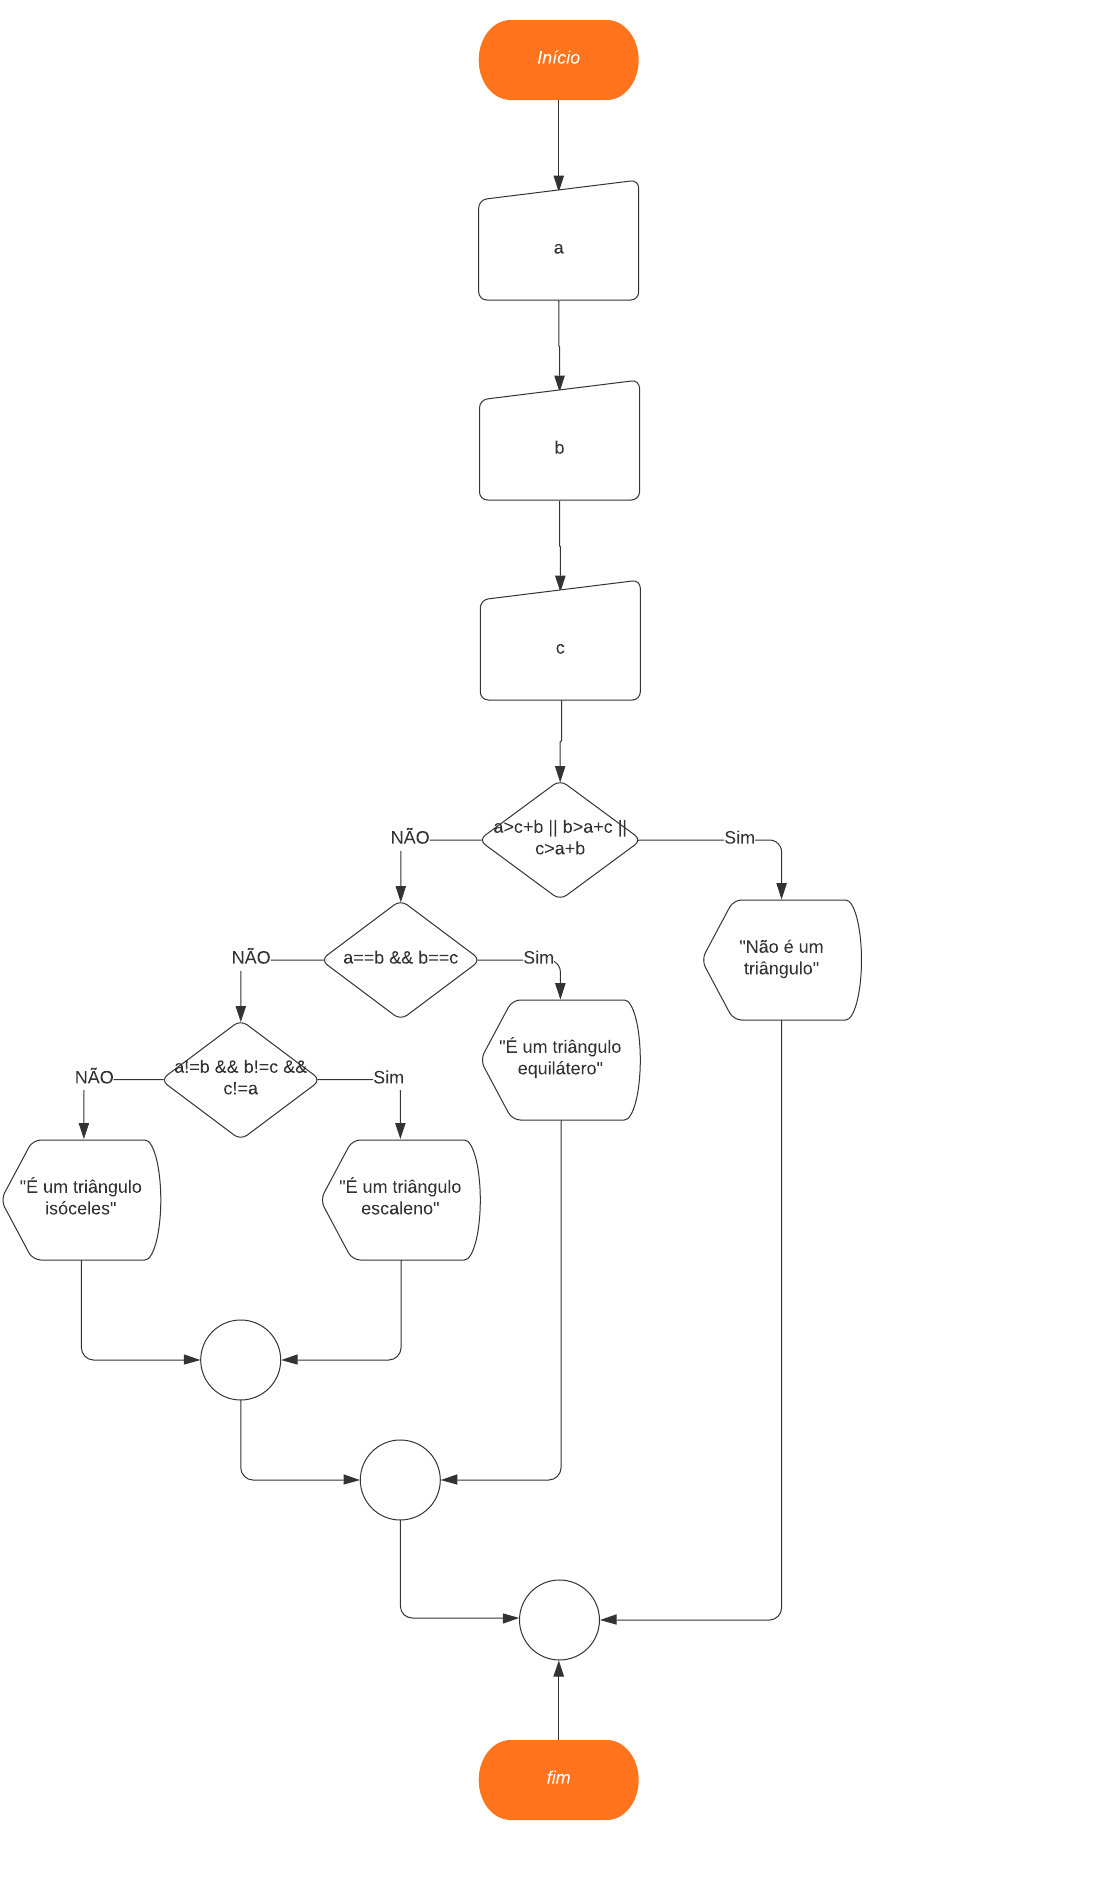 Início
a
b
c
a>c+b || b>a+c ||
c>a+b
NÃO
Sim
a==b && b==c
NÃO
Sim
"Não é um
triângulo"
a!=b && b!=c &&
c!=a
NÃO
Sim
"É um triângulo
equilátero"
"É um triângulo
isóceles"
"É um triângulo
escaleno"
fim